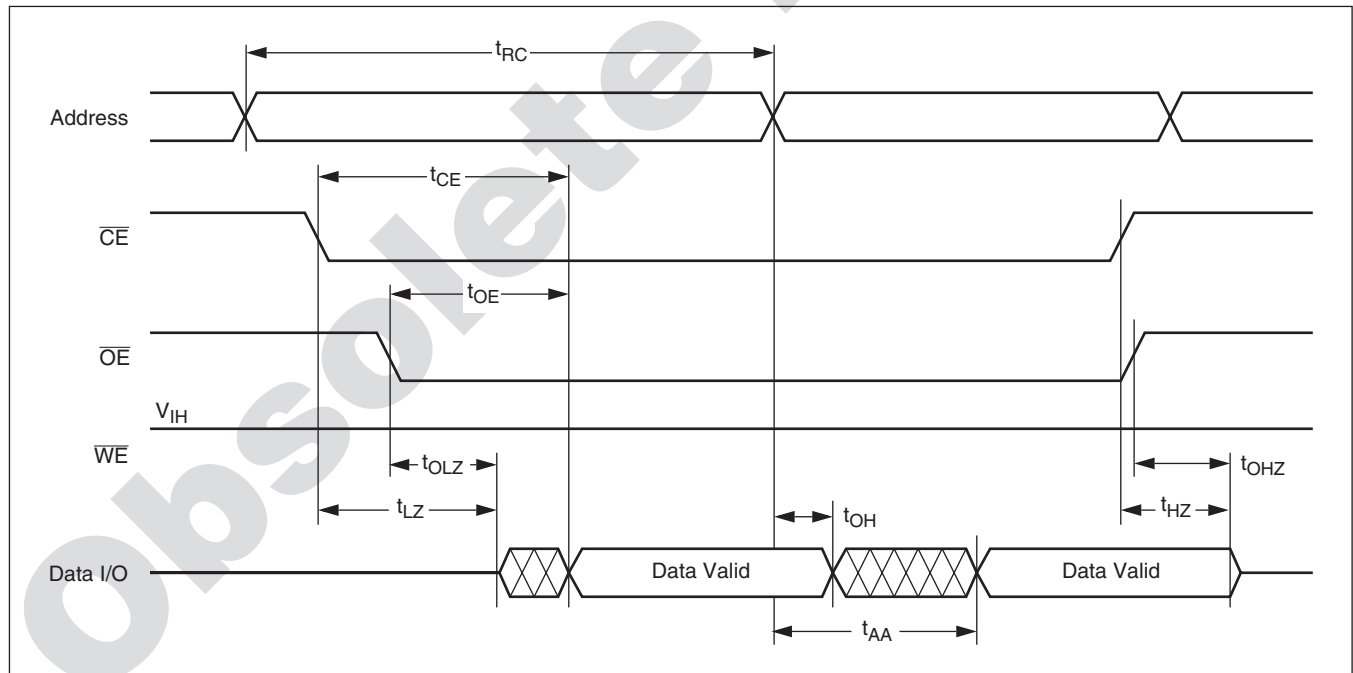 Obsolete
tRC
Address
tCE
CE
tOE
OE
VIH
WE
tOLZ
tOHZ
tLZ
tOH
tHZ
Data I/O
Data Valid
Data Valid
tAA